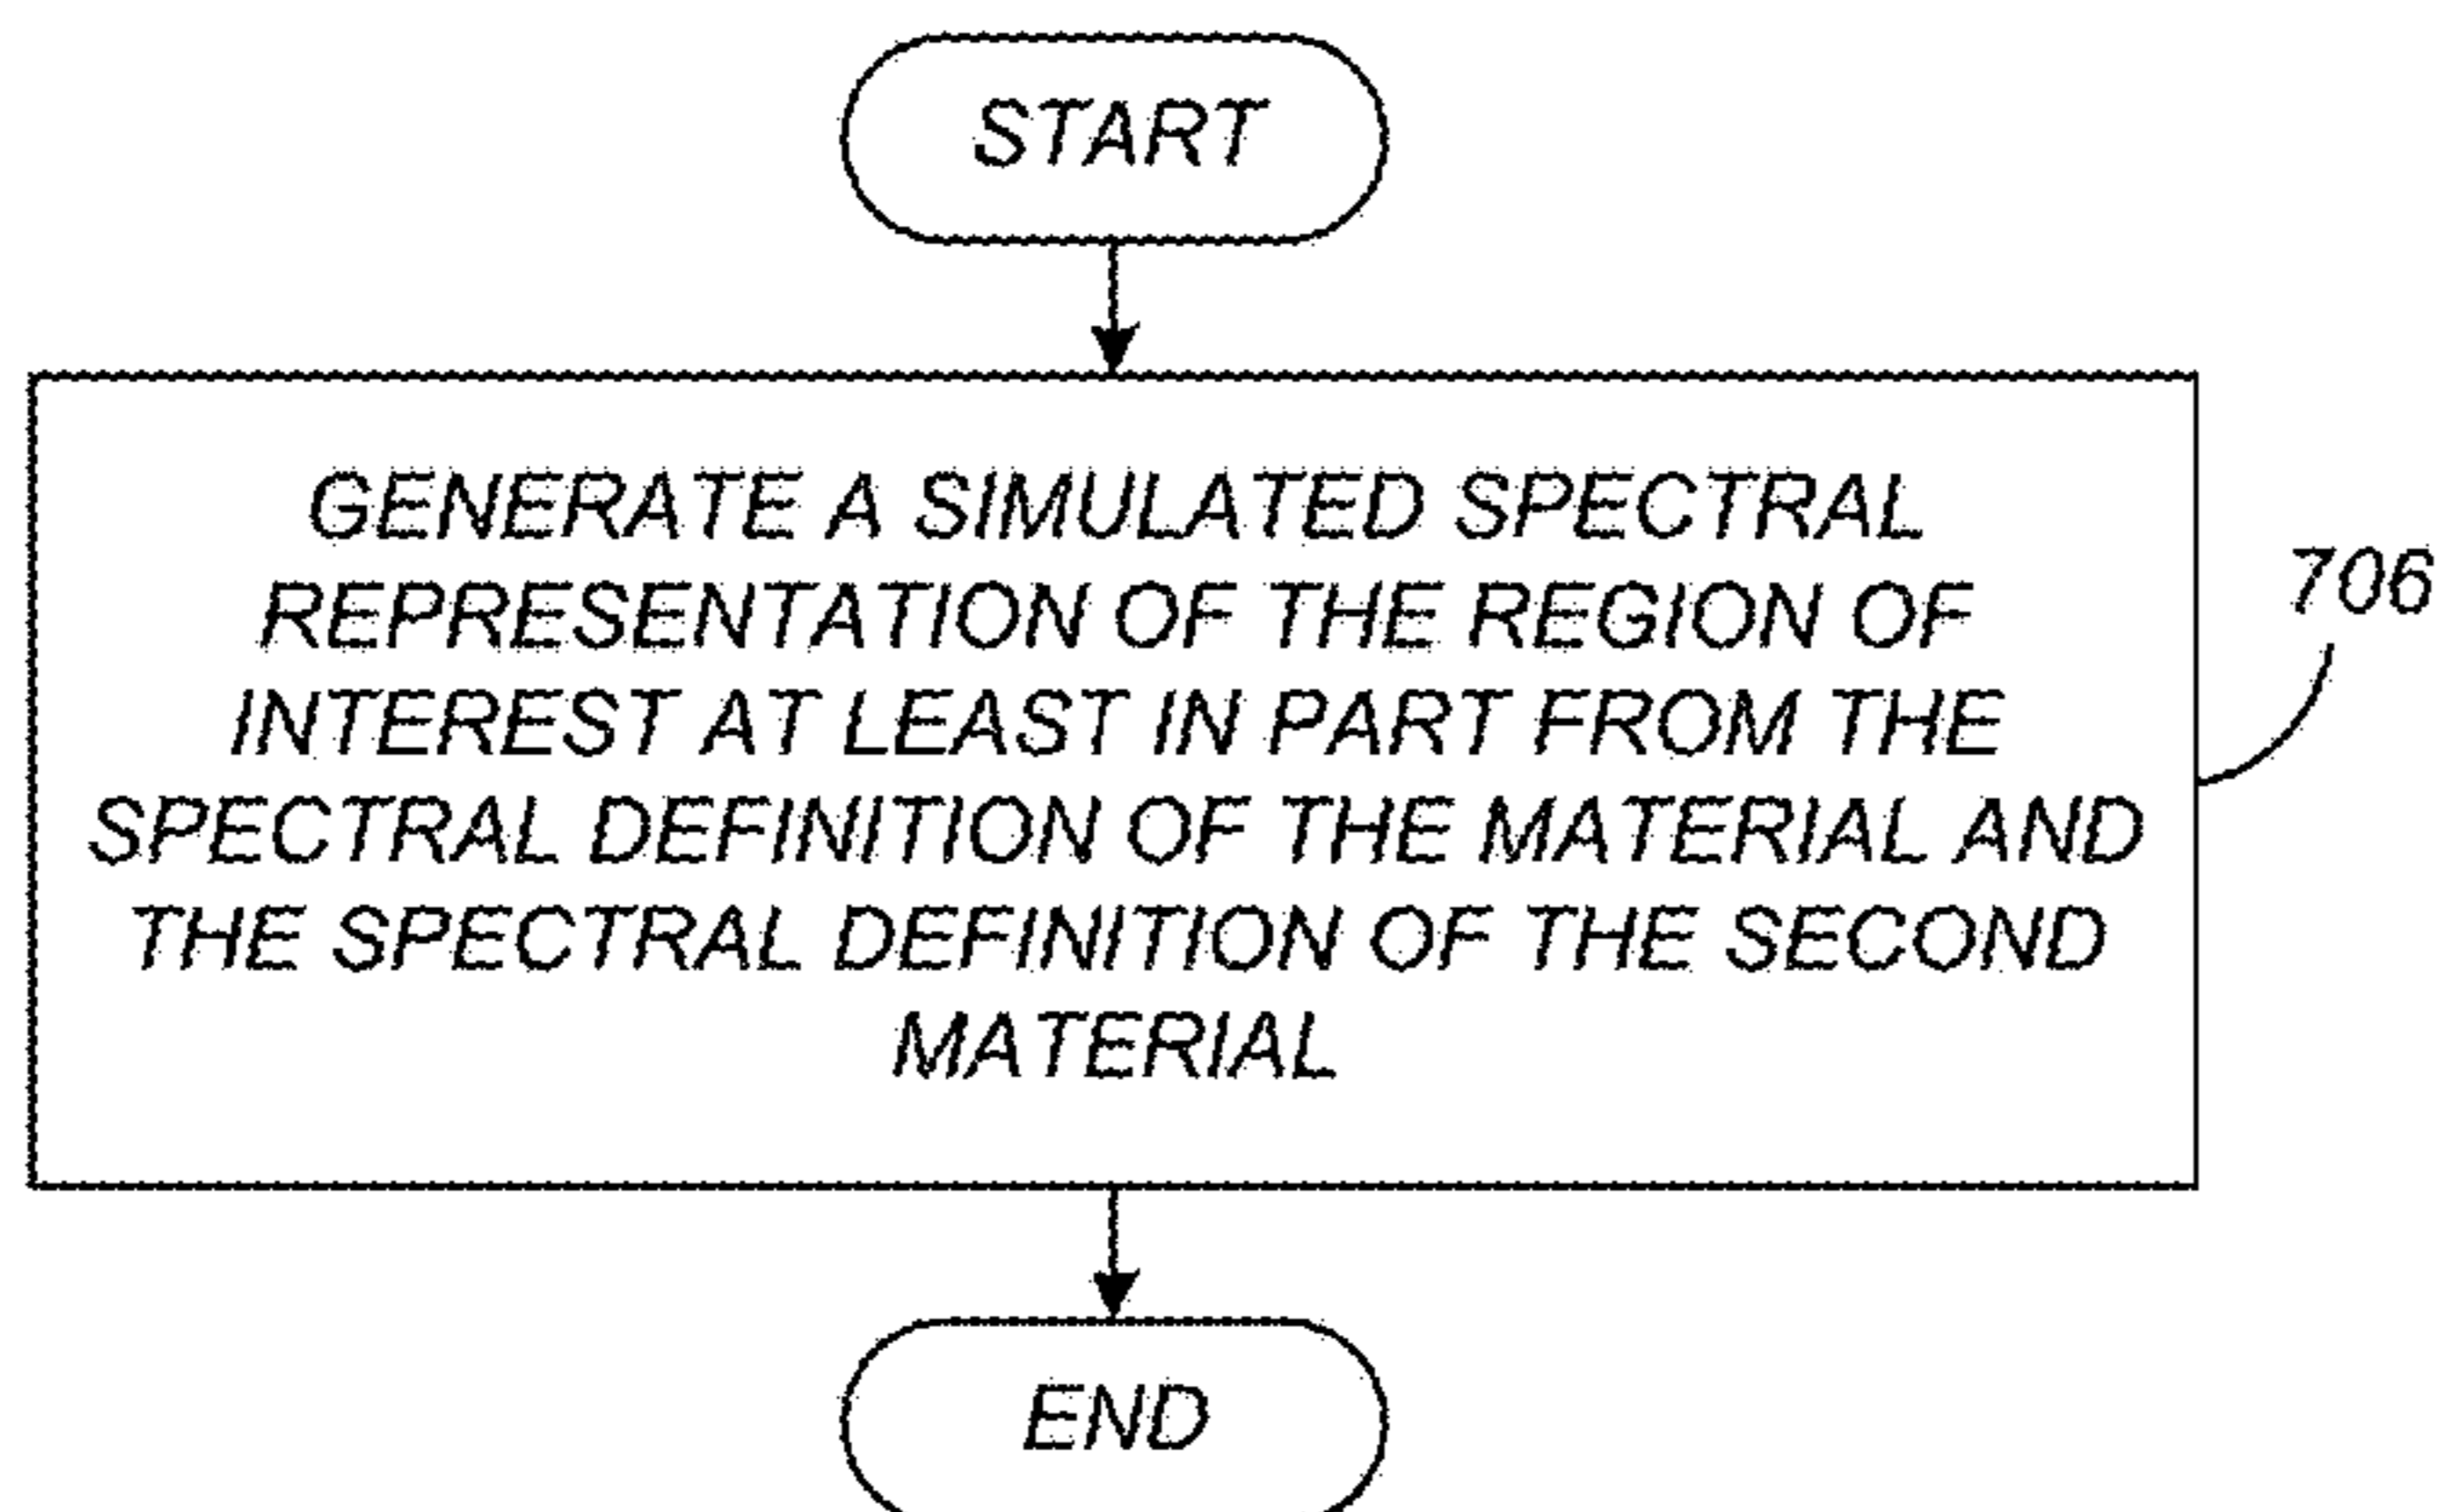 START
GENERATE A SIMULATED SPECTRAL
REPRESENTATION OF THE REGION OF
INTEREST AT LEAST IN PART FROM THE
SPECTRAL DEFINITION OF THE MATERIAL AND
THE SPECTRAL DEFINITION OF THE SECOND
MATERIAL
706
END